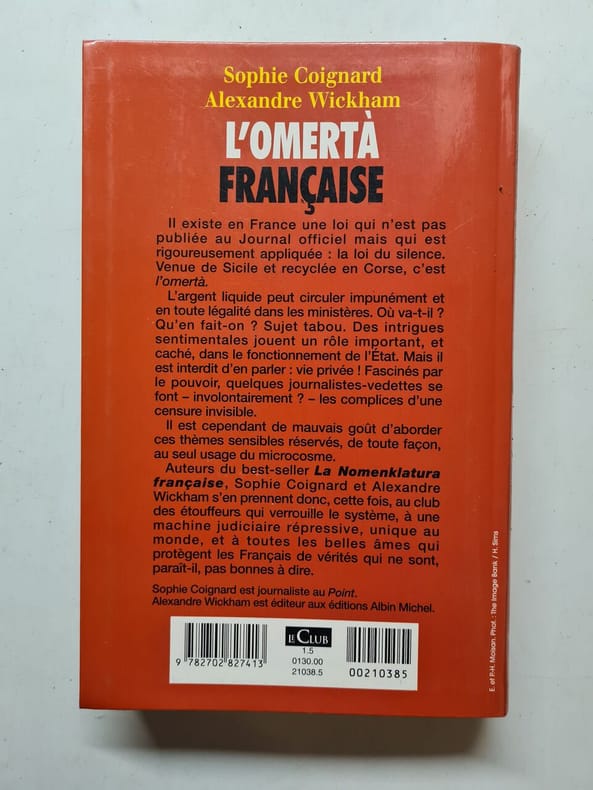 Sophie Coignard
Alexandre Wickham
L'OMERTÀ
FRANÇAISE
Il existe en France une loi qui n'est pas
publiée au Journal officiel mais qui est
rigoureusement appliquée : la loi du silence.
Venue de Sicile et recyclée en Corse, c'est
l'omertà.
L'argent liquide peut circuler impunément et
en toute légalité dans les ministères. Où va-t-il ?
Qu'en fait-on ? Sujet tabou. Des intrigues
sentimentales jouent un rôle important, et
caché, dans le fonctionnement de l'État. Mais il
est interdit d'en parler : vie privée ! Fascinés par
le pouvoir, quelques journalistes-vedettes se
font – involontairement ? – les complices d'une
censure invisible.
Il est cependant de mauvais goût d'aborder
ces thèmes sensibles réservés, de toute façon,
au seul usage du microcosme.
Auteurs du best-seller La Nomenklatura
française, Sophie Coignard et Alexandre
Wickham s'en prennent donc, cette fois, au club
des étouffeurs qui verrouille le système, à une
machine judiciaire répressive, unique au
monde, et à toutes les belles âmes qui
protègent les Français de vérités qui ne sont,
paraît-il, pas bonnes à dire.
Sophie Coignard est journaliste au Point.
Alexandre Wickham est éditeur aux éditions Albin Michel.
LE CLUB
1.5
0130.00
21038.5
9 782702 827413
00210385
E. et P.-H. Moisan. Phot. : The Image Bank / H. Sims